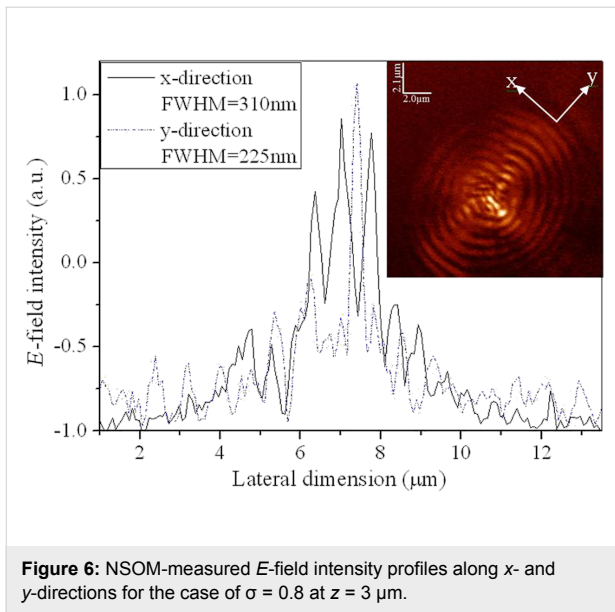 x-direction
FWHM=310nm
y-direction
FWHM=225nm
2.1µm
2.0µm
x
y
1.0
0.5
0.0
-0.5
-1.0
E-field intensity (a.u.)
2 4 6 8 10 12
Lateral dimension (µm)
Figure 6: NSOM-measured E-field intensity profiles along x- and
y-directions for the case of σ = 0.8 at z = 3 µm.